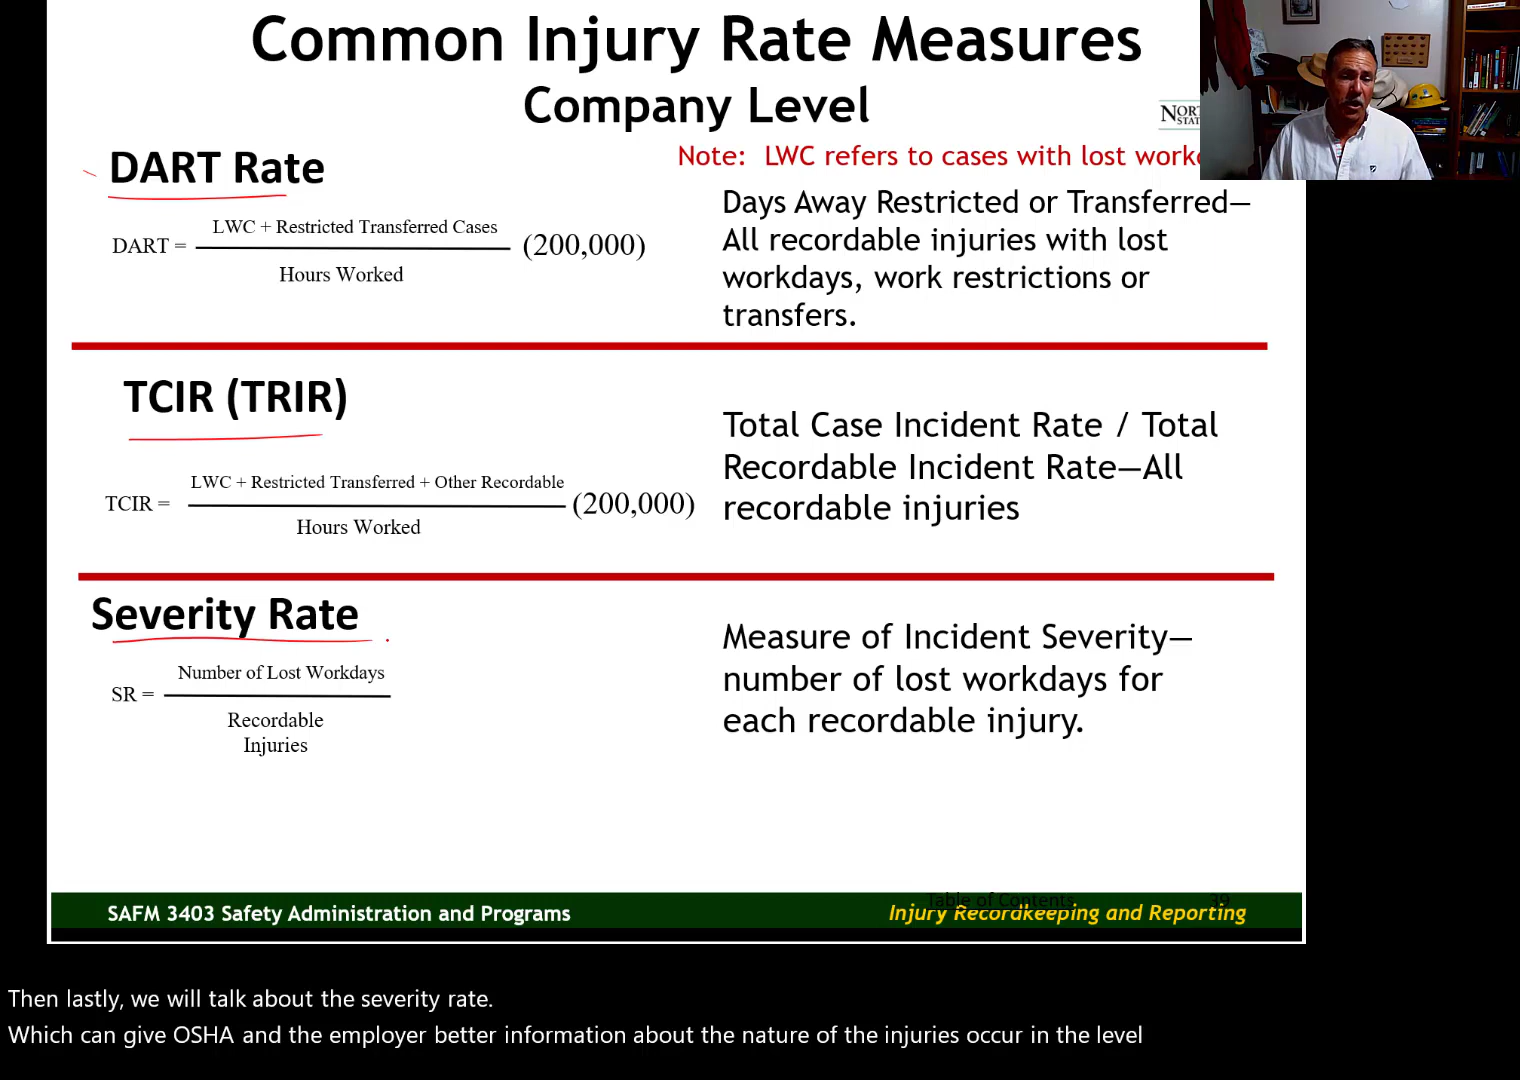 Common Injury Rate Measures
Company Level
DART Rate
Note: LWC refers to cases with lost
DART =
LWC + Restricted Transferred Cases
Hours Worked
(200,000)
Days Away Restricted or Transferred—
All recordable injuries with lost
workdays, work restrictions or
transfers.
TCIR (TRIR)
TCIR =
LWC + Restricted Transferred + Other Recordable
Hours Worked
(200,000)
Total Case Incident Rate / Total
Recordable Incident Rate—All
recordable injuries
Severity Rate
SR =
Number of Lost Workdays
Recordable
Injuries
Measure of Incident Severity—
number of lost workdays for
each recordable injury.
Table of Contents
39
SAFM 3403 Safety Administration and Programs
Injury Recordkeeping and Reporting
Then lastly, we will talk about the severity rate.
Which can give OSHA and the employer better information about the nature of the injuries occur in the level